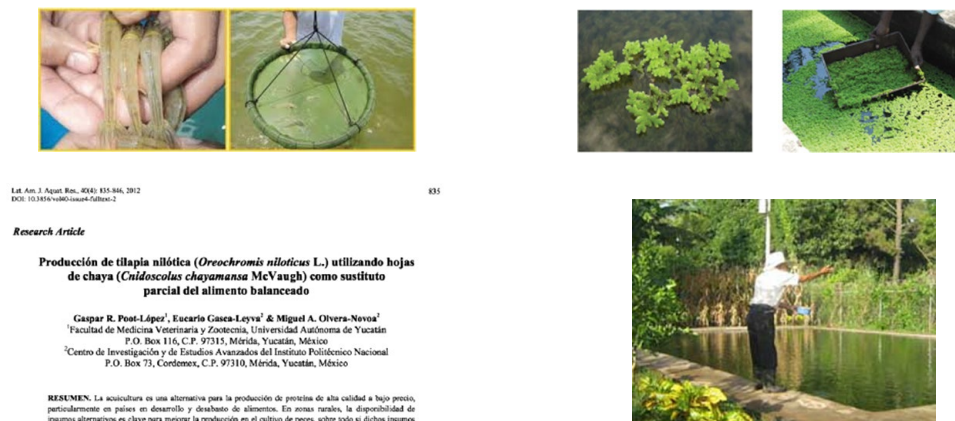 Lat. Am. J. Aquat. Res., 40(4): 835-846, 2012
835
DOI: 10.3856/vol40-issue4-fulltext-2
Research Article
Producción de tilapia nilótica (Oreochromis niloticus L.) utilizando hojas
de chaya (Cnidoscolus chayamansa McVaugh) como sustituto
parcial del alimento balanceado
Gaspar R. Poot-López¹, Eucario Gasca-Leyva² & Miguel A. Olvera-Novoa²
¹Facultad de Medicina Veterinaria y Zootecnia, Universidad Autónoma de Yucatán
P.O. Box 116, C.P. 97315, Mérida, Yucatán, México
²Centro de Investigación y de Estudios Avanzados del Instituto Politécnico Nacional
P.O. Box 73, Cordemex, C.P. 97310, Mérida, Yucatán, México
RESUMEN. La acuicultura es una alternativa para la producción de proteína de alta calidad a bajo precio,
particularmente en países en desarrollo y desabasto de alimentos. En zonas rurales, la disponibilidad de
insumos alternativos es clave para mejorar la producción en el cultivo de peces, sobre todo si dichos insumos